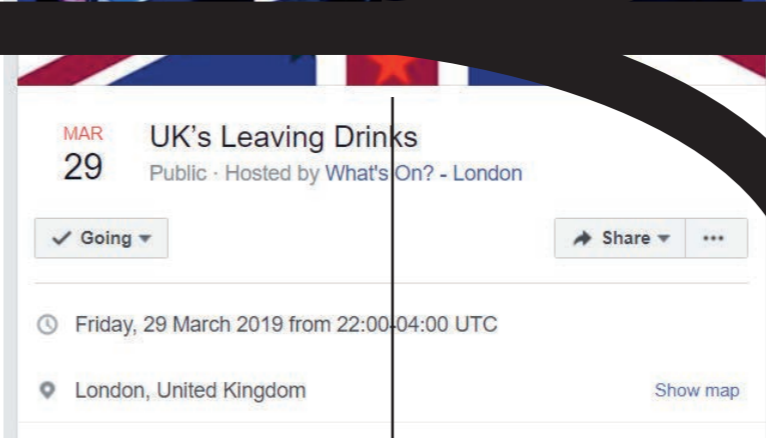 MAR
29
UK's Leaving Drinks
Public · Hosted by What's On? - London
Going
Share
Friday, 29 March 2019 from 22:00-04:00 UTC
London, United Kingdom
Show map